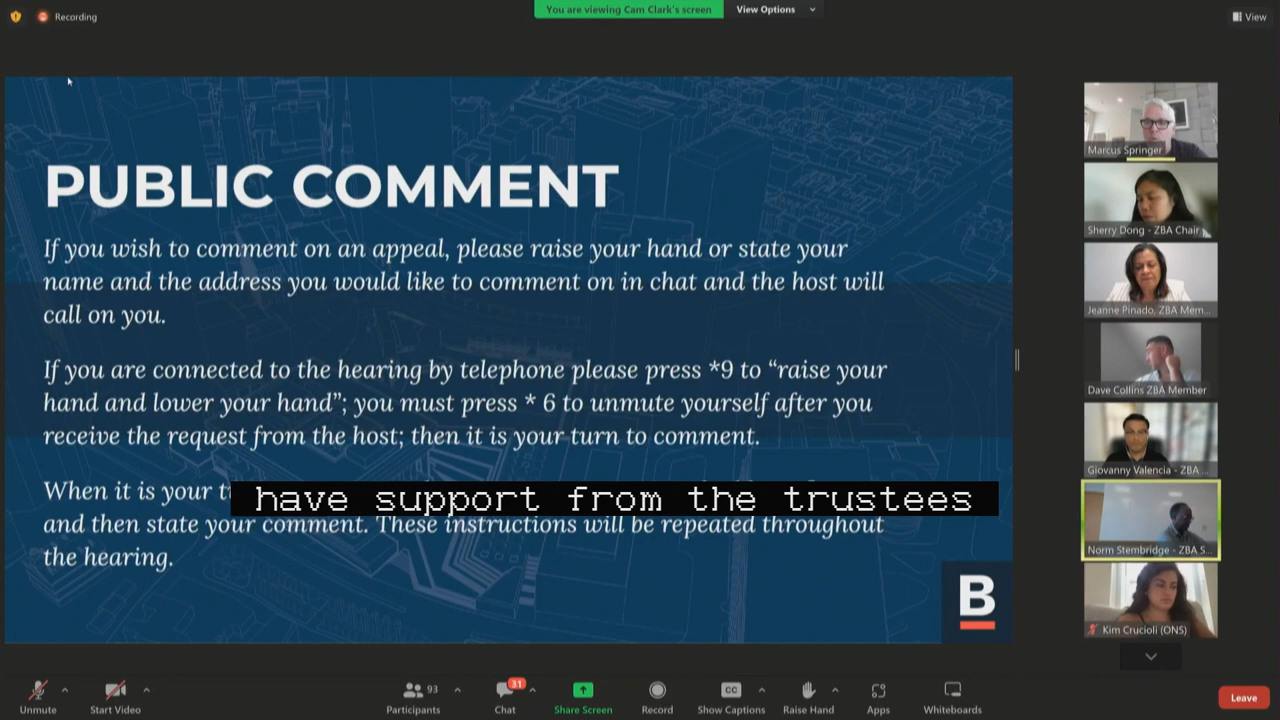 Recording
You are viewing Cam Clark's screen
View Options
View
PUBLIC COMMENT
If you wish to comment on an appeal, please raise your hand or state your
name and the address you would like to comment on in chat and the host will
call on you.
If you are connected to the hearing by telephone please press *9 to “raise your
hand and lower your hand”; you must press * 6 to unmute yourself after you
receive the request from the host; then it is your turn to comment.
When it is your
have support from the trustees
and then state your comment. These instructions will be repeated throughout
the hearing.
B
Marcus Springer
Sherry Dong - ZBA Chair
Jeanne Pinado, ZBA Mem...
Dave Collins ZBA Member
Giovanny Valencia - ZBA ...
Norm Stembridge - ZBA S...
Kim Crucioli (ONS)
Unmute
Start Video
93
Participants
31
Chat
Share Screen
Record
CC
Show Captions
Raise Hand
Apps
Whiteboards
Leave